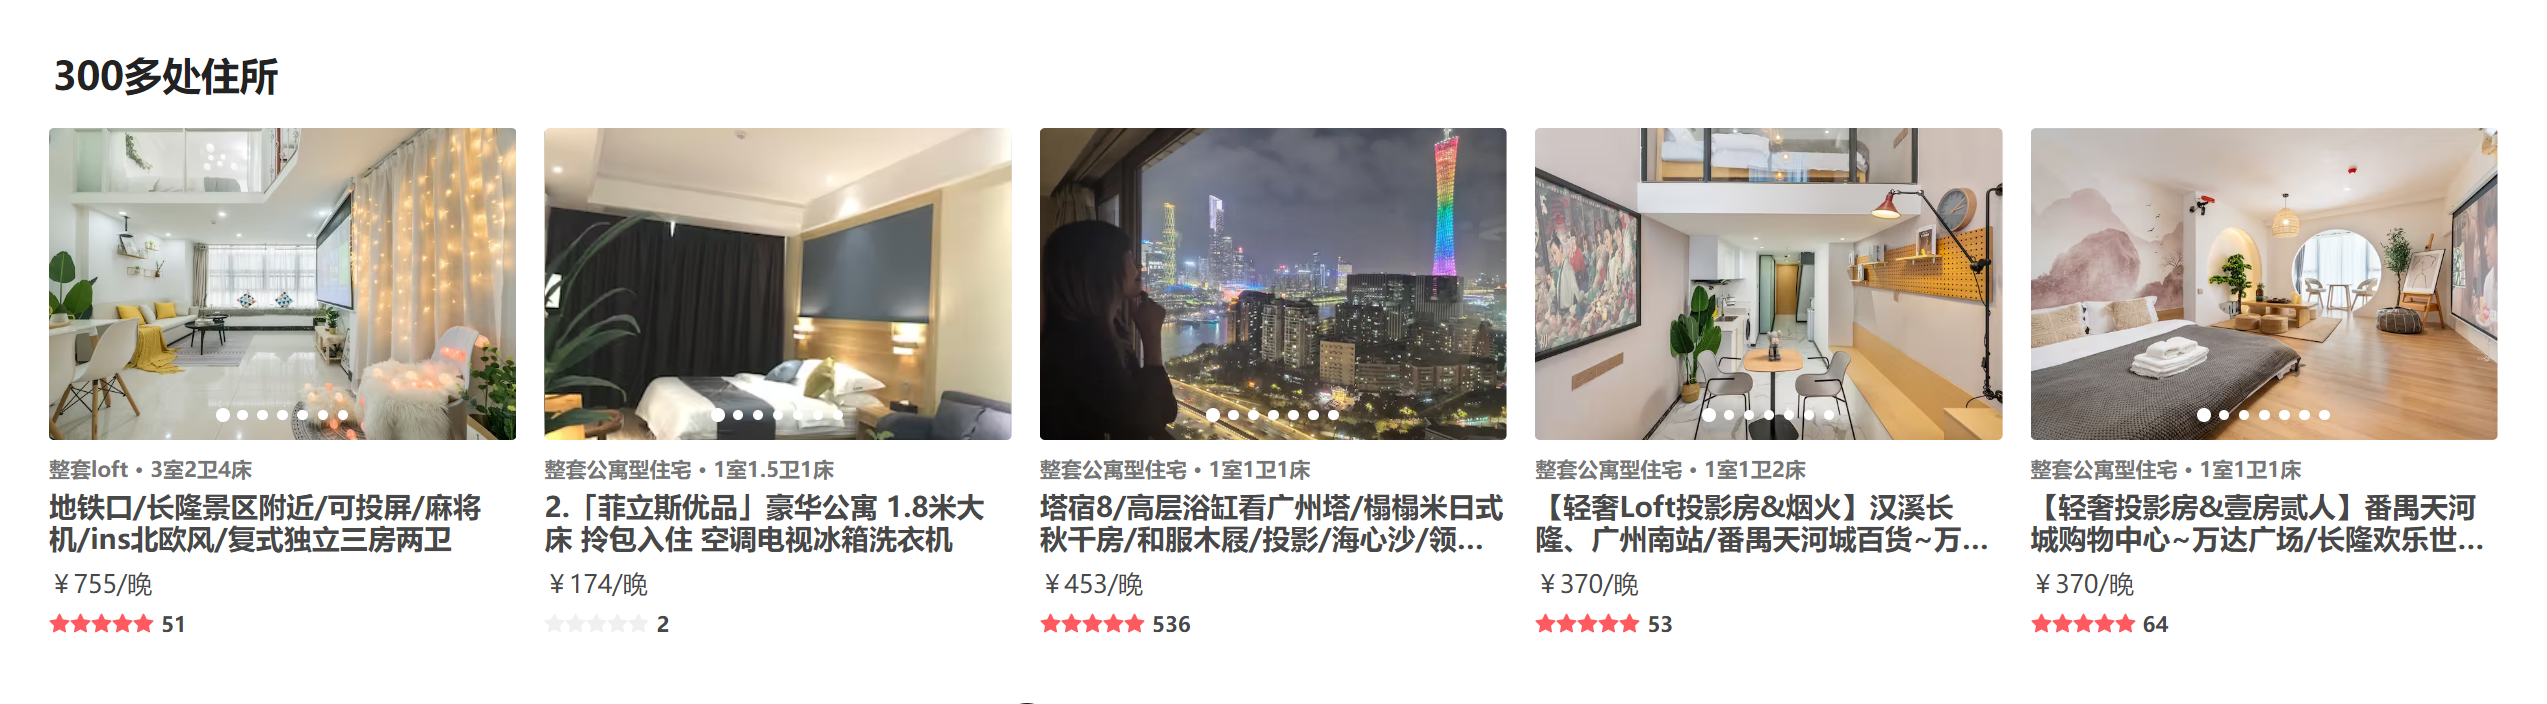 300多处住所
整套loft · 3室2卫4床
地铁口/长隆景区附近/可投屏/麻将
机/ins北欧风/复式独立三房两卫
￥755/晚
51
整套公寓型住宅 · 1室1.5卫1床
2.「菲立斯优品」豪华公寓 1.8米大
床 拎包入住 空调电视冰箱洗衣机
￥174/晚
2
整套公寓型住宅 · 1室1卫1床
塔宿8/高层浴缸看广州塔/榻榻米日式
秋千房/和服木屐/投影/海心沙/领...
￥453/晚
536
整套公寓型住宅 · 1室1卫2床
【轻奢Loft投影房&烟火】汉溪长
隆、广州南站/番禺天河城百货~万...
￥370/晚
53
整套公寓型住宅 · 1室1卫1床
【轻奢投影房&壹房贰人】番禺天河
城购物中心~万达广场/长隆欢乐世...
￥370/晚
64